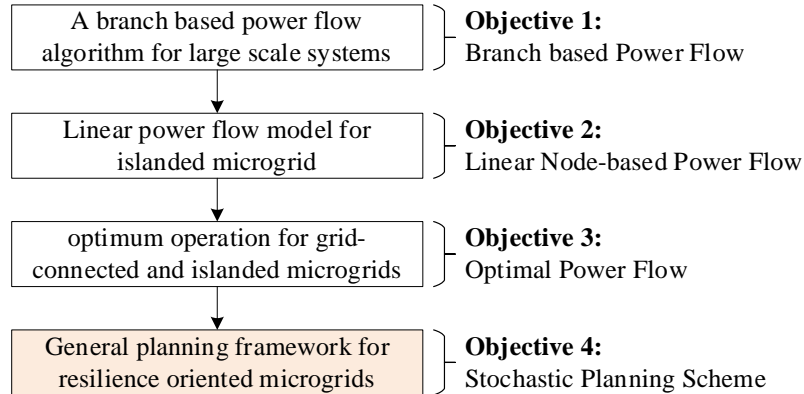 A branch based power flow
algorithm for large scale systems
Objective 1:
Branch based Power Flow
Linear power flow model for
islanded microgrid
Objective 2:
Linear Node-based Power Flow
optimum operation for grid-
connected and islanded microgrids
Objective 3:
Optimal Power Flow
General planning framework for
resilience oriented microgrids
Objective 4:
Stochastic Planning Scheme